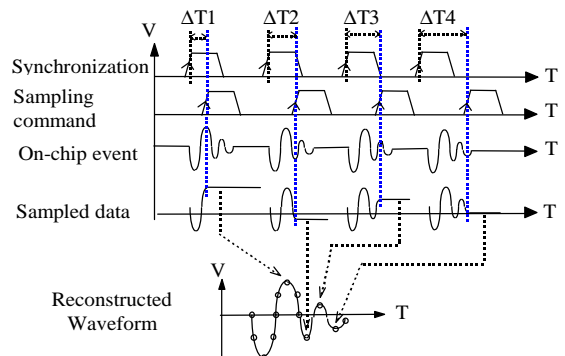 V
ΔT1 ΔT2 ΔT3 ΔT4
Synchronization
T
Sampling
command
T
On-chip event
T
Sampled data
T
V
Reconstructed
Waveform
T